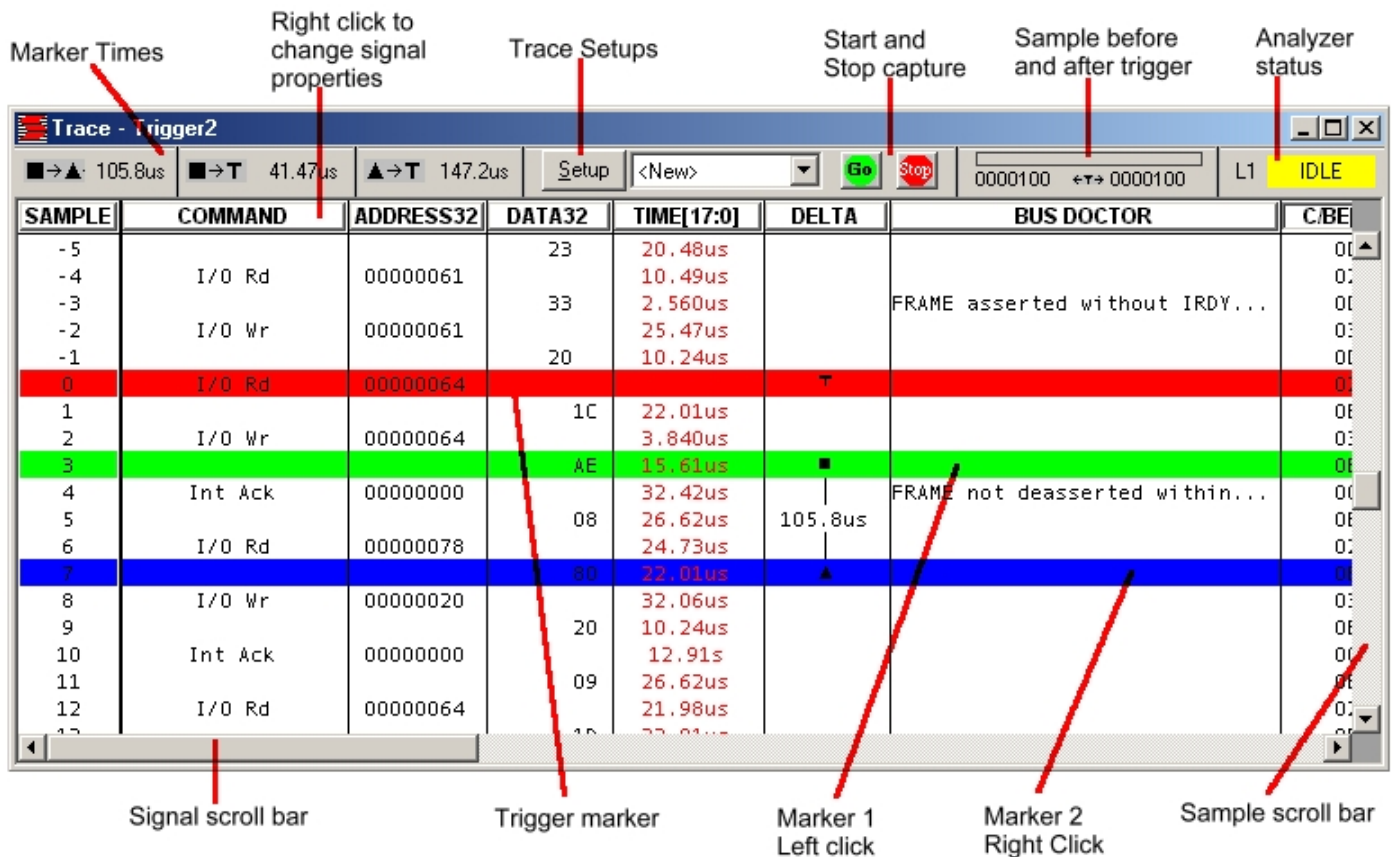 Marker Times
Right click to
change signal
properties
Trace Setups
Start and
Stop capture
Sample before
and after trigger
Analyzer
status
Trace - Trigger2
■→▲ 105.8us ■→T 41.47us ▲→T 147.2us Setup <New> Go Stop 0000100 ←T→ 0000100 L1 IDLE
SAMPLE COMMAND ADDRESS32 DATA32 TIME[17:0] DELTA BUS DOCTOR C/BE[
-5 23 20.48us
-4 I/O Rd 00000061 10.49us
-3 33 2.560us FRAME asserted without IRDY...
-2 I/O Wr 00000061 25.47us
-1 20 10.24us
0 I/O Rd 00000064 T
1 1C 22.01us
2 I/O Wr 00000064 3.840us
3 AE 15.61us ■
4 Int Ack 00000000 32.42us FRAME not deasserted within...
5 08 26.62us 105.8us
6 I/O Rd 00000078 24.73us
7 80 22.01us ▲
8 I/O Wr 00000020 32.06us
9 20 10.24us
10 Int Ack 00000000 12.91s
11 09 26.62us
12 I/O Rd 00000064 21.98us
Signal scroll bar
Trigger marker
Marker 1
Left click
Marker 2
Right Click
Sample scroll bar